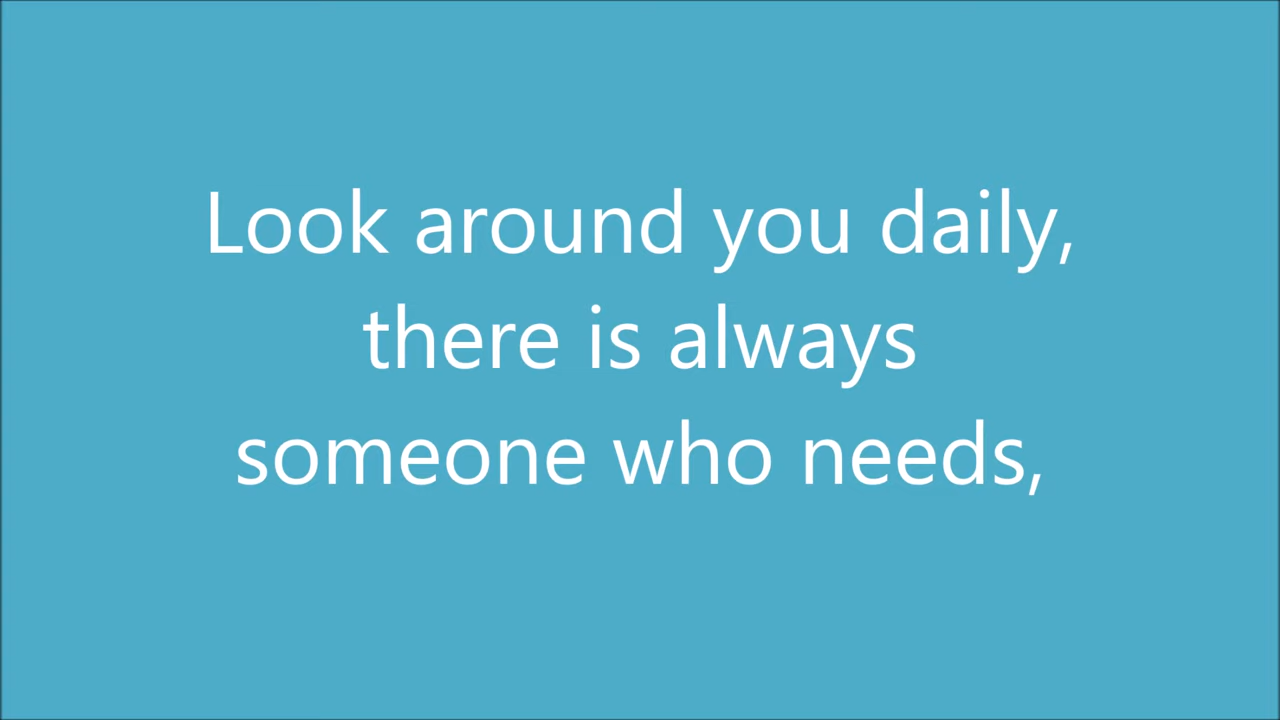 Look around you daily,
there is always
someone who needs,